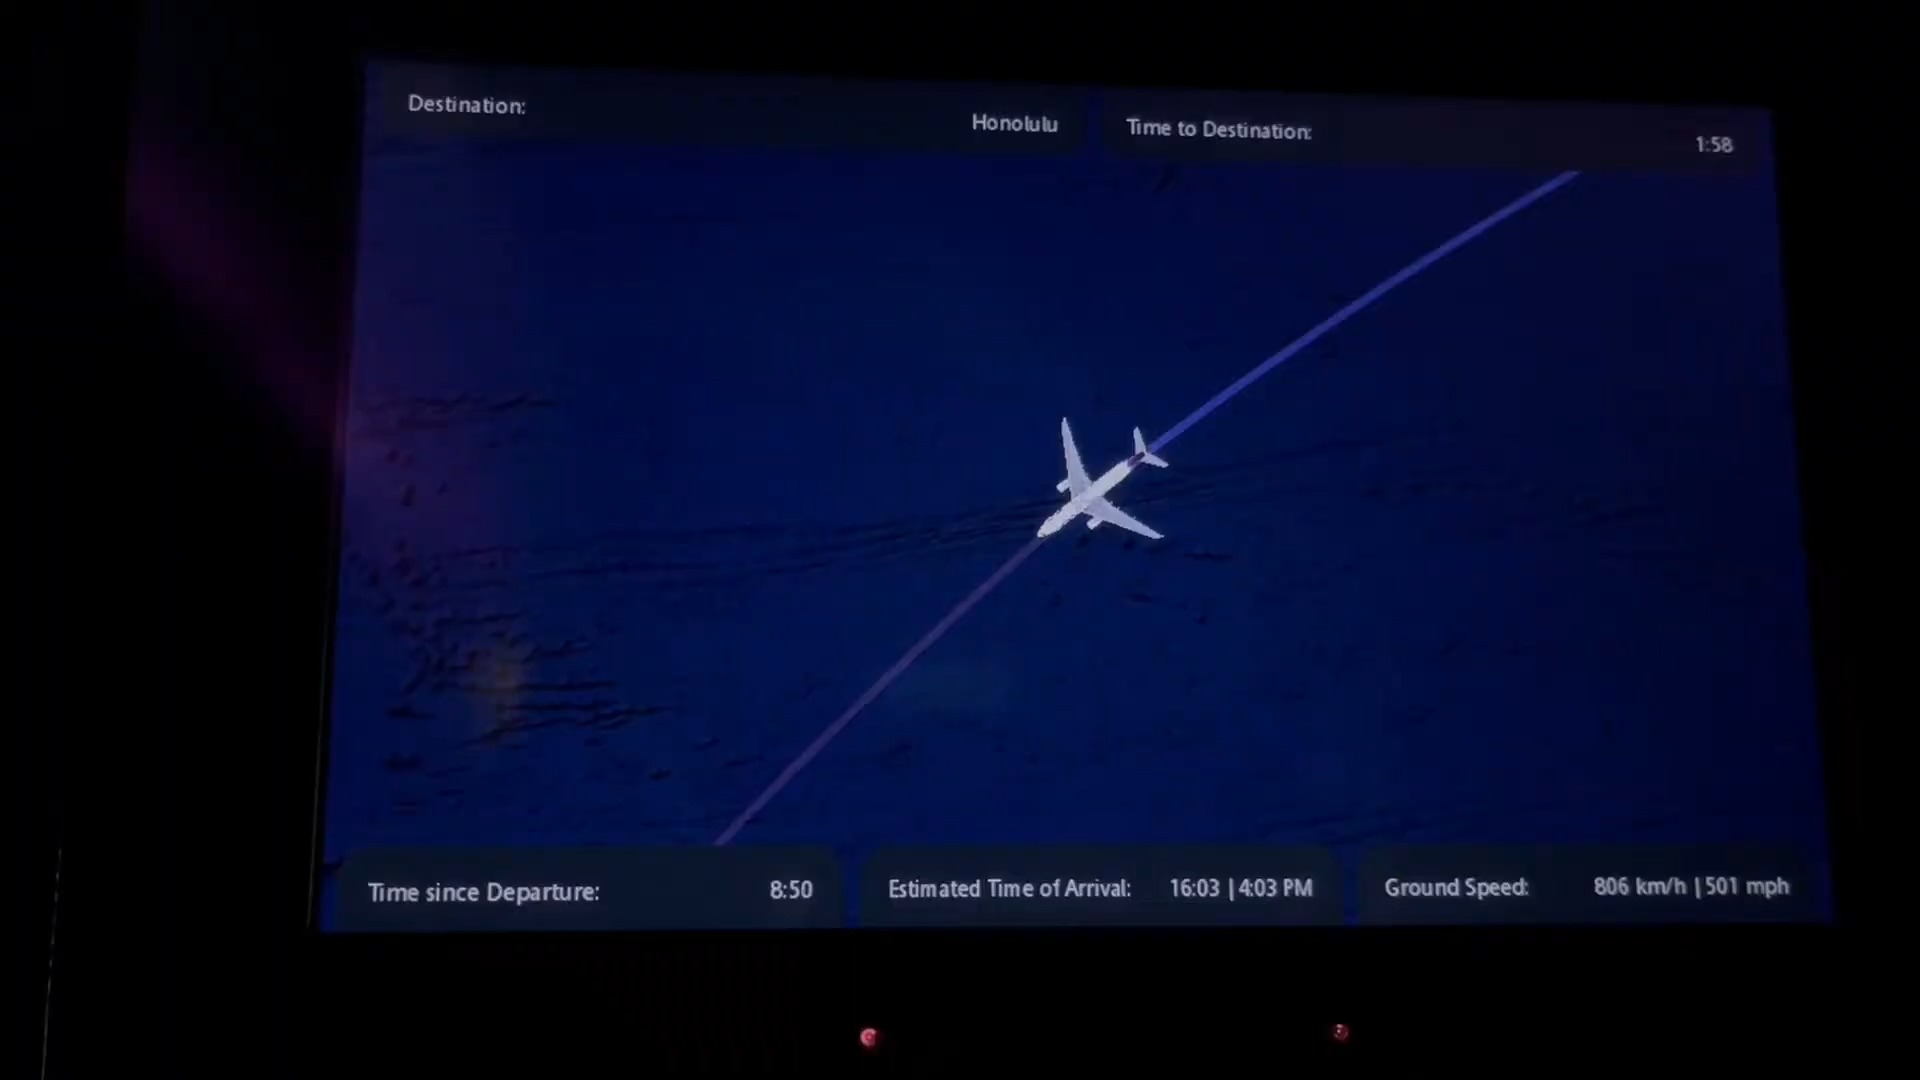 Destination: Honolulu
Time to Destination: 1:58
Time since Departure: 8:50
Estimated Time of Arrival: 16:03 | 4:03 PM
Ground Speed: 806 km/h | 501 mph